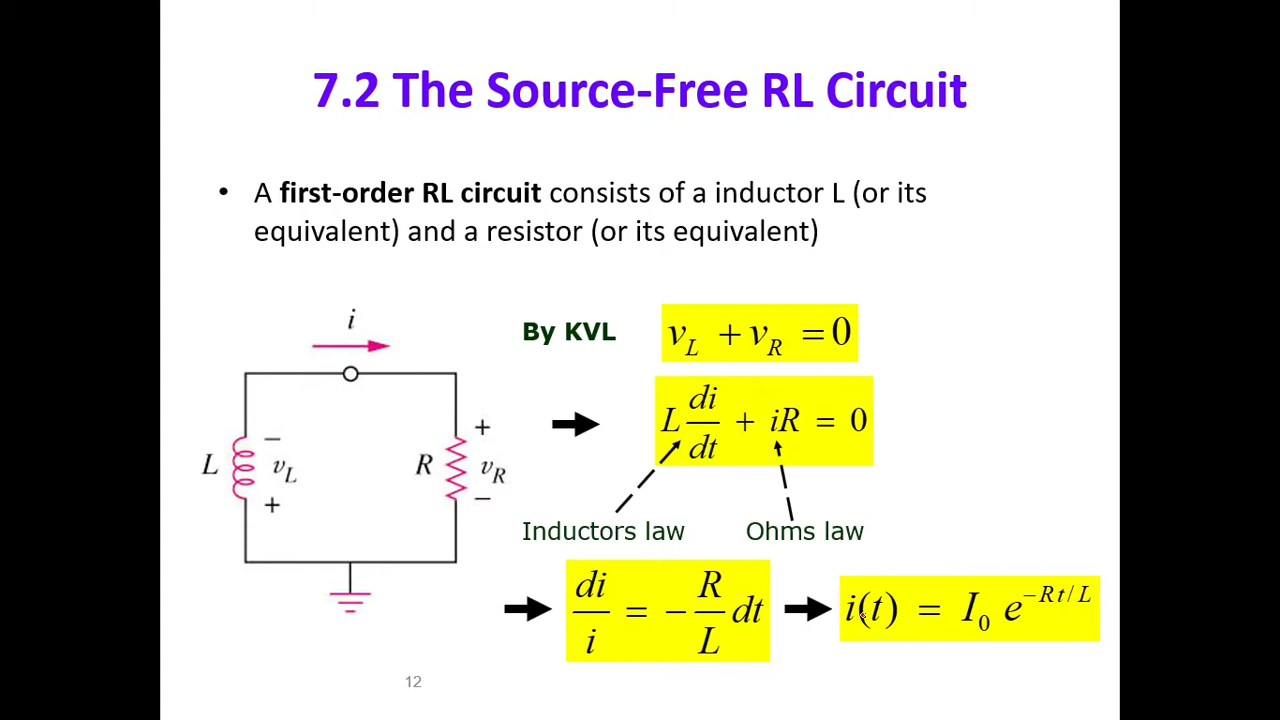 7.2 The Source-Free RL Circuit
• A first-order RL circuit consists of a inductor L (or its
equivalent) and a resistor (or its equivalent)
i
By KVL
v_L + v_R = 0
L di/dt + iR = 0
+
−
L
v_L
R
v_R
+
−
Inductors law
Ohms law
di/i = − R/L dt
i(t) = I_0 e^{−Rt/L}
12